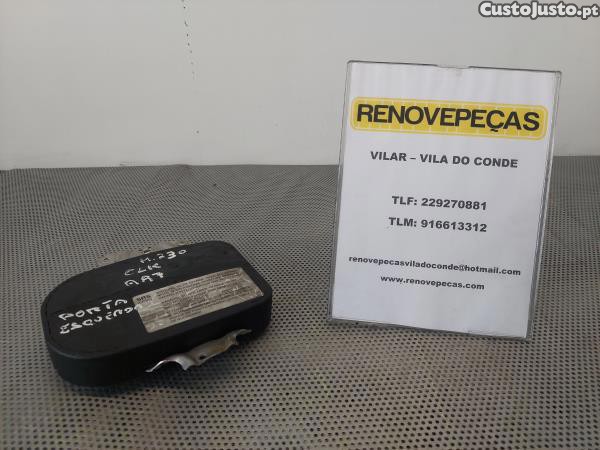 CustoJusto.pt
RENOVEPEÇAS
VILAR – VILA DO CONDE
TLF: 229270881
TLM: 916613312
renovepecasviladoconde@hotmail.com
www.renovepecas.com
M.230
CLK
A97
PORTA
ESQUERDA